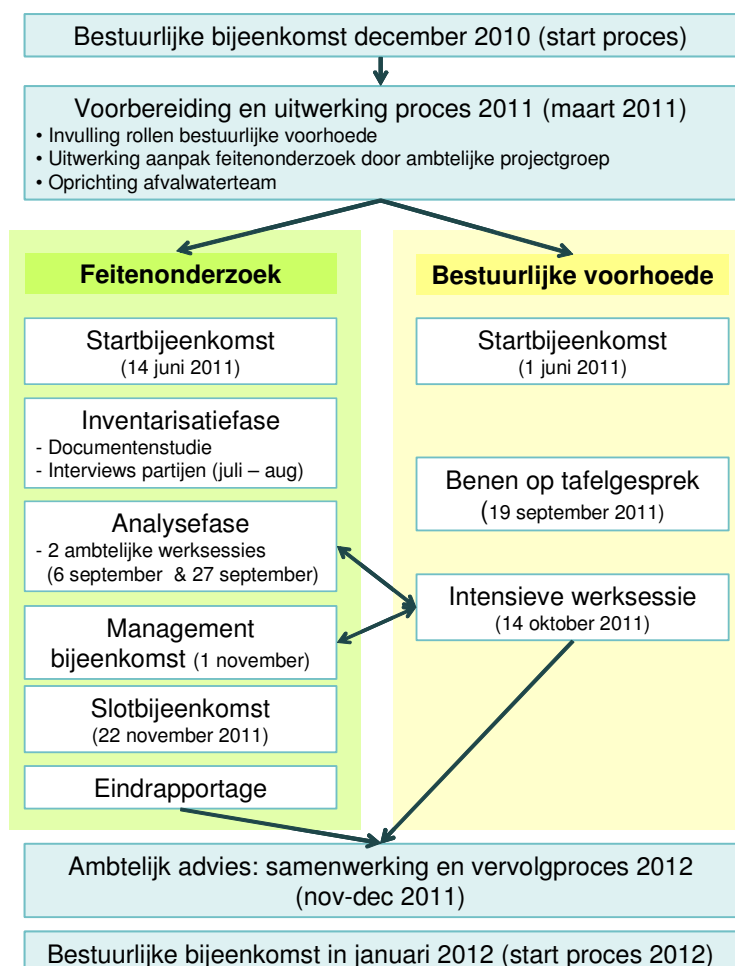 Bestuurlijke bijeenkomst december 2010 (start proces)
Voorbereiding en uitwerking proces 2011 (maart 2011)
• Invulling rollen bestuurlijke voorhoede
• Uitwerking aanpak feitenonderzoek door ambtelijke projectgroep
• Oprichting afvalwaterteam
Feitenonderzoek
Startbijeenkomst
(14 juni 2011)
Inventarisatiefase
- Documentenstudie
- Interviews partijen (juli – aug)
Analysefase
- 2 ambtelijke werksessies
(6 september & 27 september)
Management
bijeenkomst (1 november)
Slotbijeenkomst
(22 november 2011)
Eindrapportage
Bestuurlijke voorhoede
Startbijeenkomst
(1 juni 2011)
Benen op tafelgesprek
(19 september 2011)
Intensieve werksessie
(14 oktober 2011)
Ambtelijk advies: samenwerking en vervolgproces 2012
(nov-dec 2011)
Bestuurlijke bijeenkomst in januari 2012 (start proces 2012)